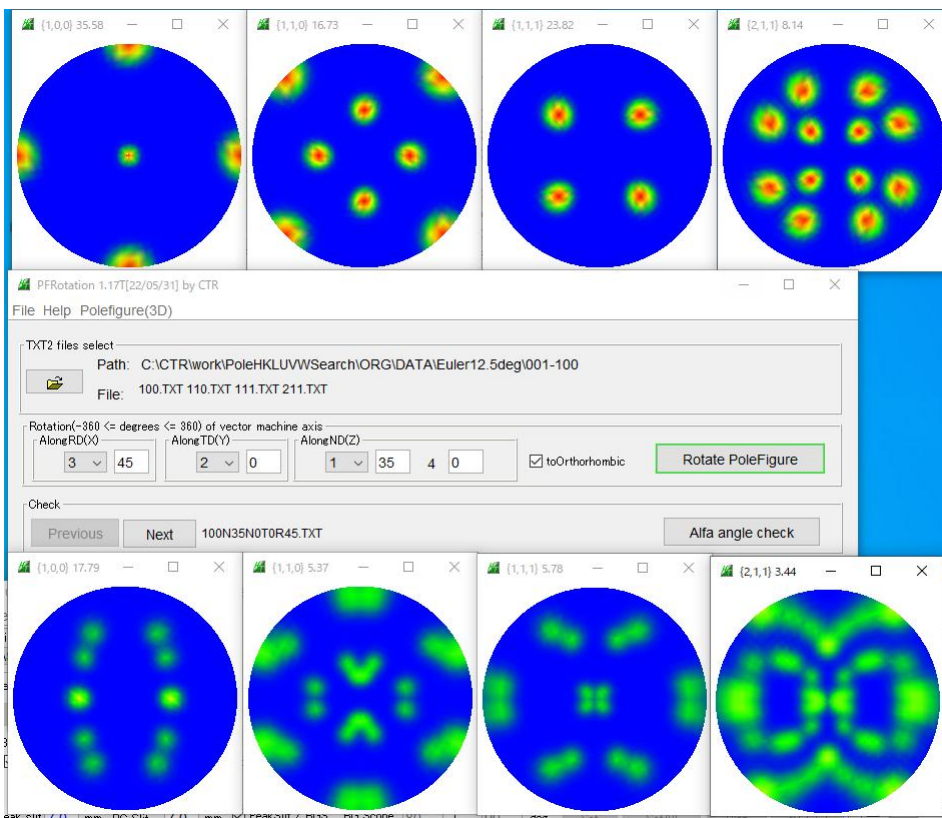 {1,0,0} 35.58
{1,1,0} 16.73
{1,1,1} 23.82
{2,1,1} 8.14
PFRotation 1.17T[22/05/31] by CTR
File Help Polefigure(3D)
TXT2 files select
Path: C:\CTR\work\PoleHKLUVWSearch\ORG\DATA\Euler12.5deg\001-100
File: 100.TXT 110.TXT 111.TXT 211.TXT
Rotation(-360 <= degrees <= 360) of vector machine axis
AlongRD(X) AlongTD(Y) AlongND(Z)
3 45 2 0 1 35 4 0 toOrthorhombic Rotate PoleFigure
Check
Previous Next 100N35N0T0R45.TXT Alfa angle check
{1,0,0} 17.79
{1,1,0} 5.37
{1,1,1} 5.78
{2,1,1} 3.44